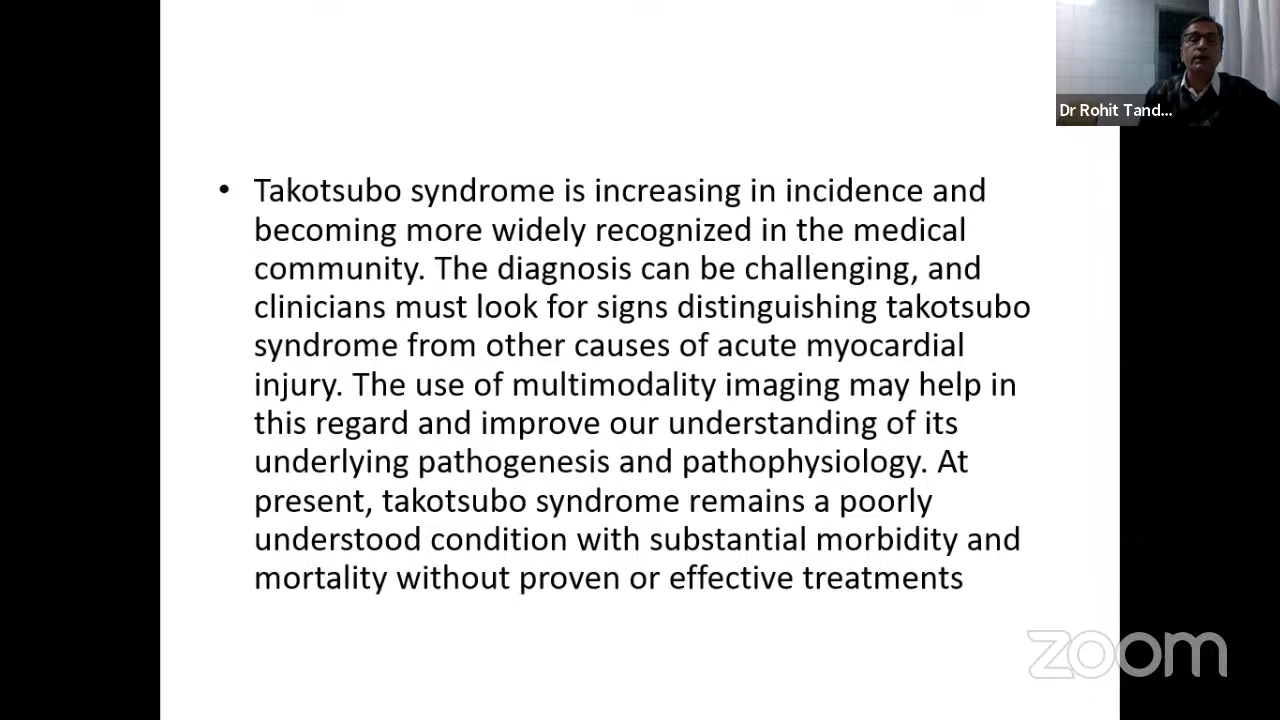 Dr Rohit Tand...
• Takotsubo syndrome is increasing in incidence and
becoming more widely recognized in the medical
community. The diagnosis can be challenging, and
clinicians must look for signs distinguishing takotsubo
syndrome from other causes of acute myocardial
injury. The use of multimodality imaging may help in
this regard and improve our understanding of its
underlying pathogenesis and pathophysiology. At
present, takotsubo syndrome remains a poorly
understood condition with substantial morbidity and
mortality without proven or effective treatments
zoom